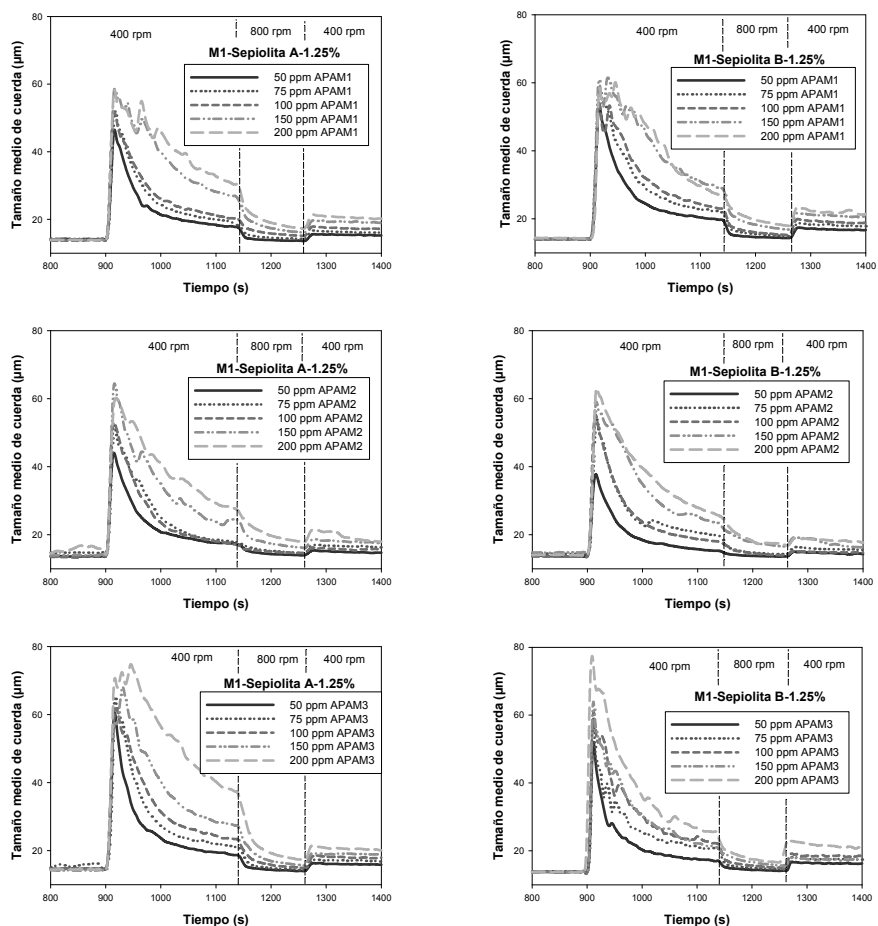 400 rpm
800 rpm
400 rpm
M1-Sepiolita A-1.25%
50 ppm APAM1
75 ppm APAM1
100 ppm APAM1
150 ppm APAM1
200 ppm APAM1
Tamaño medio de cuerda (µm)
80
60
40
20
800 900 1000 1100 1200 1300 1400
Tiempo (s)
400 rpm
800 rpm
400 rpm
M1-Sepiolita B-1.25%
50 ppm APAM1
75 ppm APAM1
100 ppm APAM1
150 ppm APAM1
200 ppm APAM1
Tamaño medio de cuerda (µm)
80
60
40
20
800 900 1000 1100 1200 1300 1400
Tiempo (s)
400 rpm
800 rpm
400 rpm
M1-Sepiolita A-1.25%
50 ppm APAM2
75 ppm APAM2
100 ppm APAM2
150 ppm APAM2
200 ppm APAM2
Tamaño medio de cuerda (µm)
80
60
40
20
800 900 1000 1100 1200 1300 1400
Tiempo (s)
400 rpm
800 rpm
400 rpm
M1-Sepiolita B-1.25%
50 ppm APAM2
75 ppm APAM2
100 ppm APAM2
150 ppm APAM2
200 ppm APAM2
Tamaño medio de cuerda (µm)
80
60
40
20
800 900 1000 1100 1200 1300 1400
Tiempo (s)
400 rpm
800 rpm
400 rpm
M1-Sepiolita A-1.25%
50 ppm APAM3
75 ppm APAM3
100 ppm APAM3
150 ppm APAM3
200 ppm APAM3
Tamaño medio de cuerda (µm)
80
60
40
20
800 900 1000 1100 1200 1300 1400
Tiempo (s)
400 rpm
800 rpm
400 rpm
M1-Sepiolita B-1.25%
50 ppm APAM3
75 ppm APAM3
100 ppm APAM3
150 ppm APAM3
200 ppm APAM3
Tamaño medio de cuerda (µm)
80
60
40
20
800 900 1000 1100 1200 1300 1400
Tiempo (s)